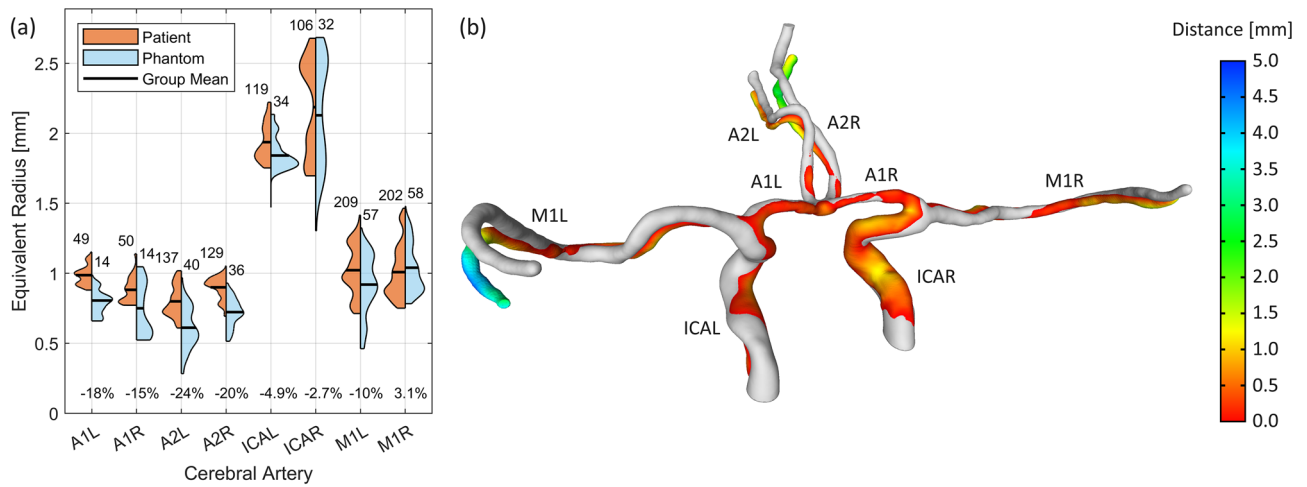 (a)
Equivalent Radius [mm]
2.5
2
1.5
1
0.5
0
Patient
Phantom
Group Mean
49
14
50
14
137
40
129
36
119
34
106
32
209
57
202
58
-18%
-15%
-24%
-20%
-4.9%
-2.7%
-10%
3.1%
A1L
A1R
A2L
A2R
ICAL
ICAR
M1L
M1R
Cerebral Artery
(b)
A2L
A2R
A1L
A1R
M1R
M1L
ICAL
ICAR
Distance [mm]
5.0
4.5
4.0
3.5
3.0
2.5
2.0
1.5
1.0
0.5
0.0